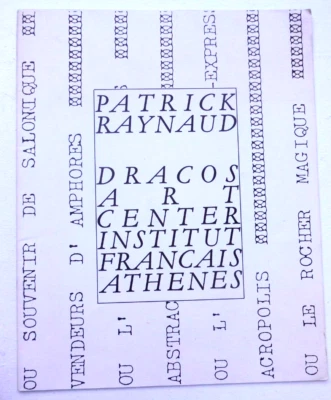 PATRICK
RAYNAUD
DRACOS
ART
CENTER
INSTITUT
FRANCAIS
ATHENES
OU SOUVENIR DE SALONIQUE
VENDEURS D' AMPHORES
OU L'
ABSTRAC
OU L' -EXPRESS
ACROPOLIS
OU LE ROCHER MAGIQUE